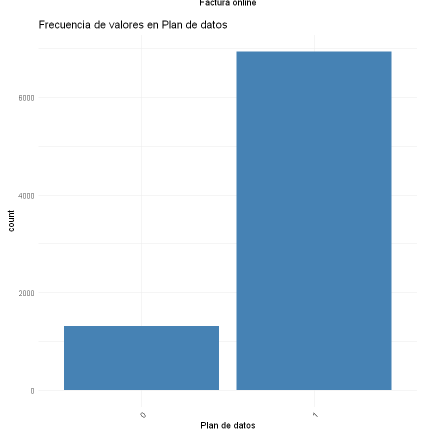 Factura online
Frecuencia de valores en Plan de datos
6000
4000
2000
0
count
0
1
Plan de datos